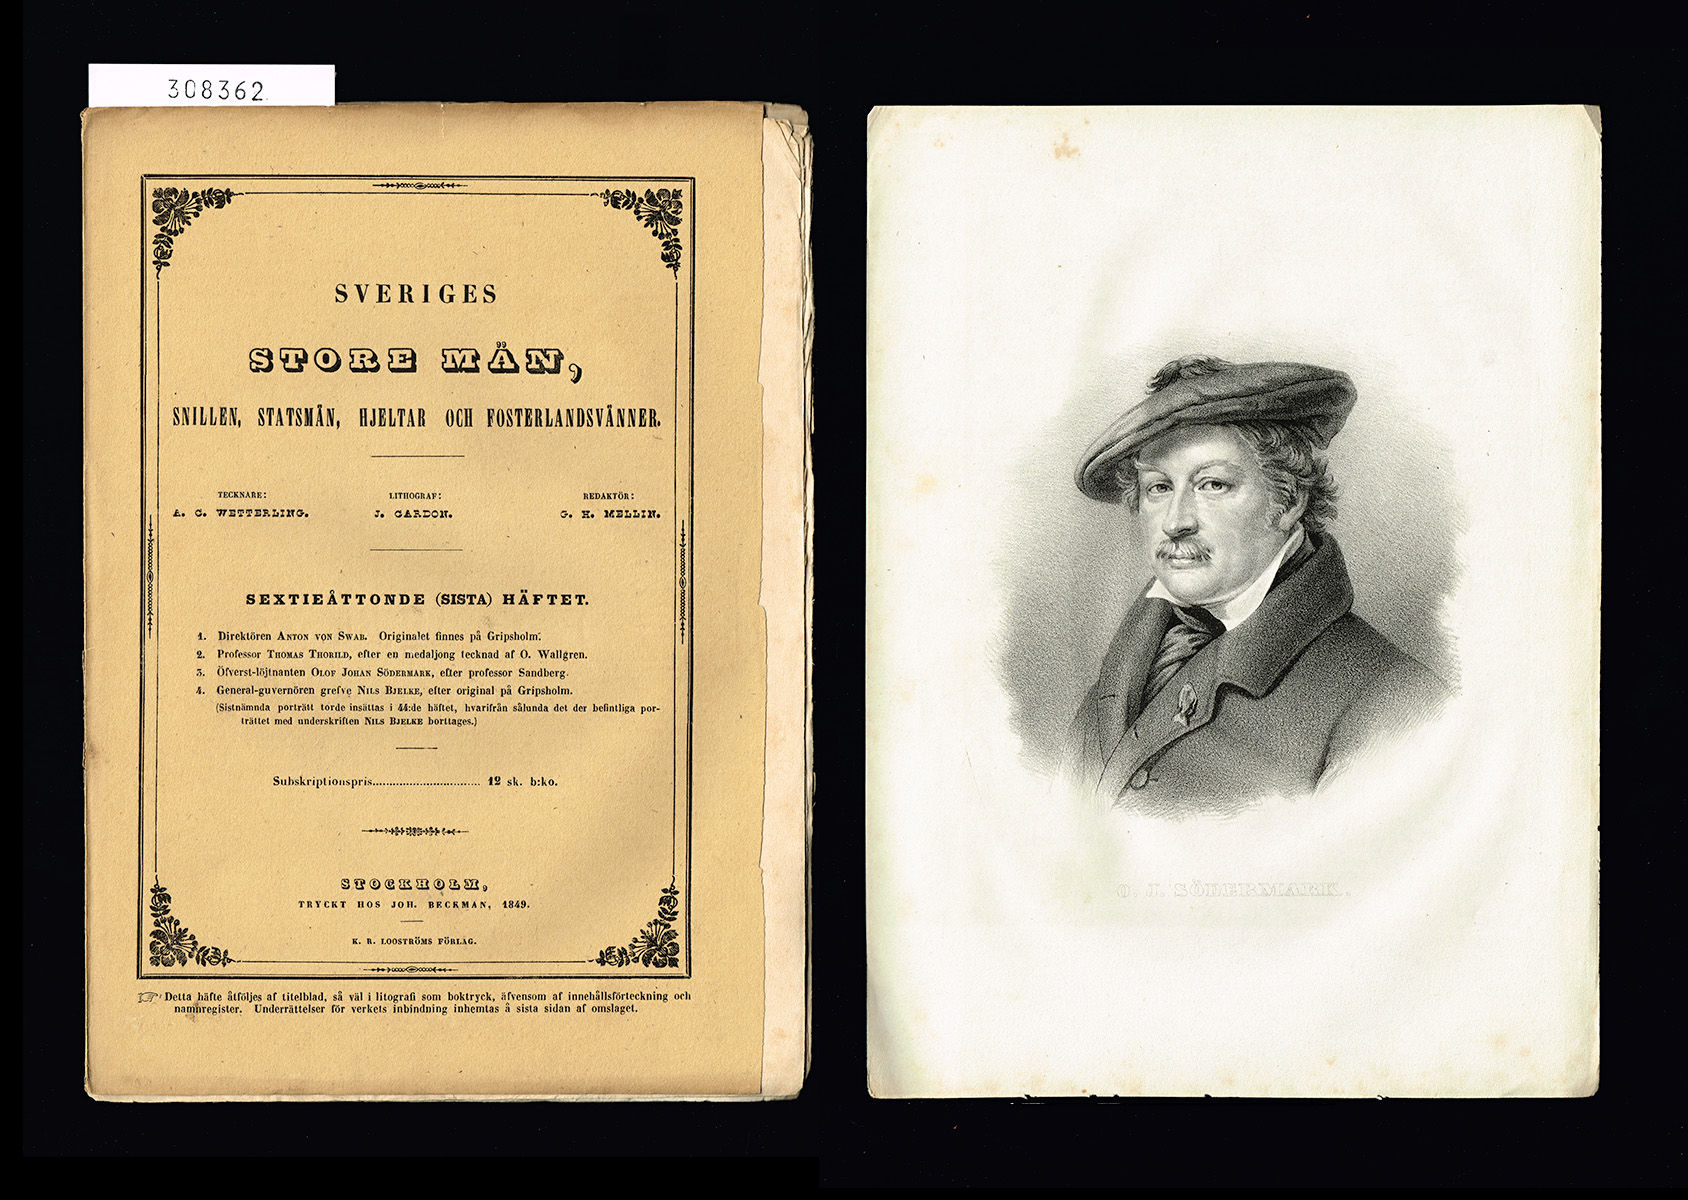 308362
SVERIGES
STORE MÄN,
SNILLEN, STATSMÄN, HJELTAR OCH FOSTERLANDSVÄNNER.
TECKNARE: LITHOGRAF: REDAKTÖR:
A. C. WETTERLING. J. CARDON. G. H. MELLIN.
SEXTIEÅTTONDE (SISTA) HÄFTET.
1. Direktören ANTON VON SWAB. Originalet finnes på Gripsholm.
2. Professor THOMAS THORILD, efter en medaljong tecknad af O. Wallgren.
3. Öfverst-löjtnanten OLOF JOHAN SÖDERMARK, efter professor Sandberg.
4. General-guvernören grefve NILS BJELKE, efter original på Gripsholm.
(Sistnämnda porträtt torde insättas i 44:de häftet, hvarifrån sålunda det der befintliga por-
trättet med underskriften NILS BJELKE borttages.)
Subskriptionspris................................ 12 sk. b:ko.
STOCKHOLM,
TRYCKT HOS JOH. BECKMAN, 1849.
K. R. LOOSTRÖMS FÖRLAG.
☞ Detta häfte åtföljes af titelblad, så väl i litografi som boktryck, äfvensom af innehållsförteckning och
namnregister. Underrättelser för verkets inbindning inhemtas å sista sidan af omslaget.
O. J. SÖDERMARK.